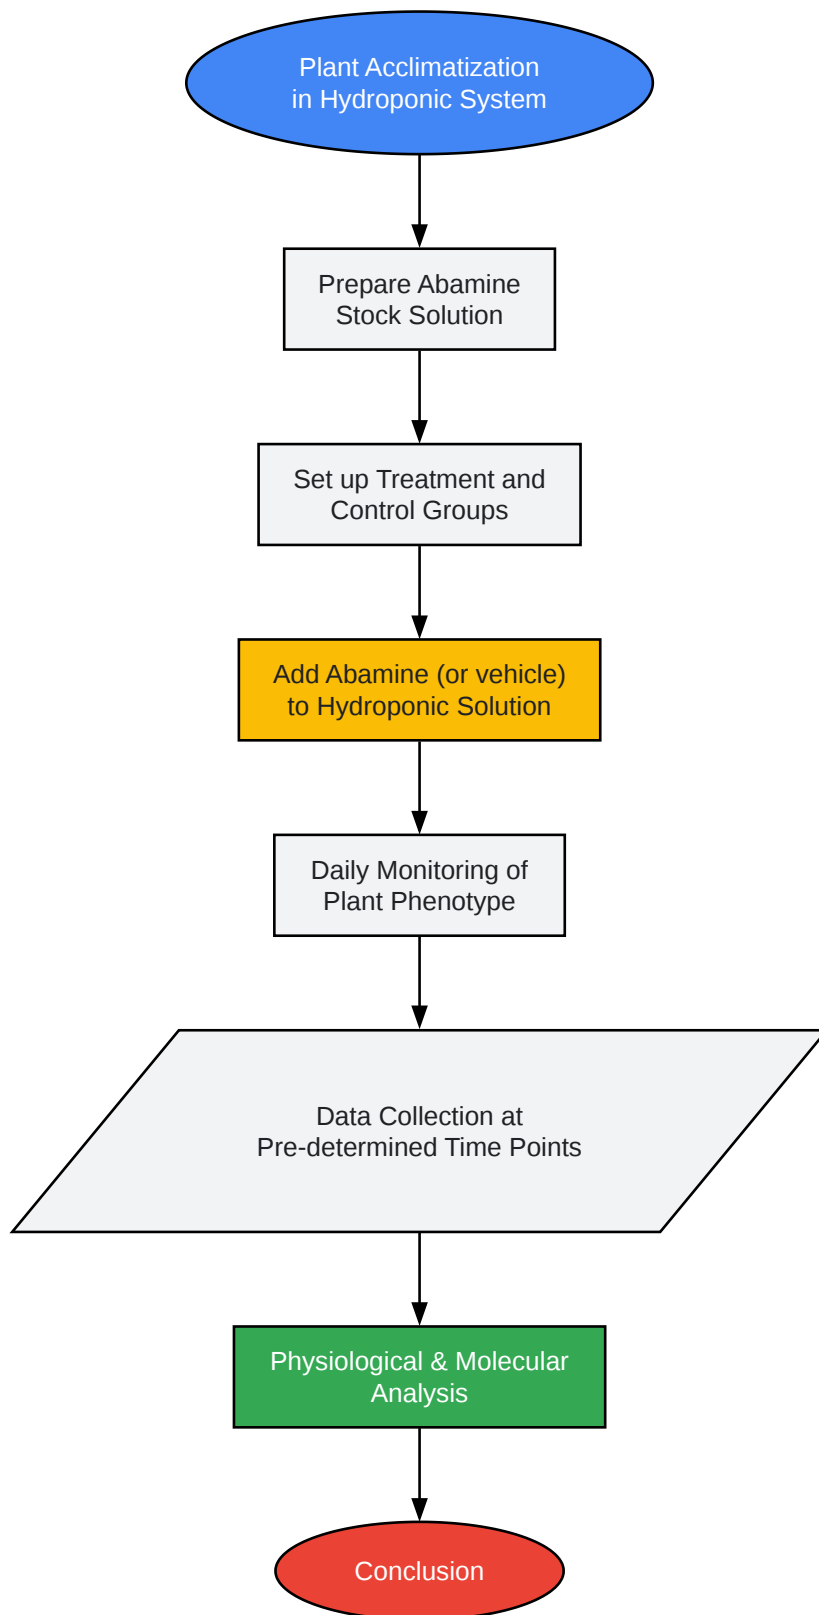 Plant Acclimatization
in Hydroponic System
Prepare Abamine
Stock Solution
Set up Treatment and
Control Groups
Add Abamine (or vehicle)
to Hydroponic Solution
Daily Monitoring of
Plant Phenotype
Data Collection at
Pre-determined Time Points
Physiological & Molecular
Analysis
Conclusion